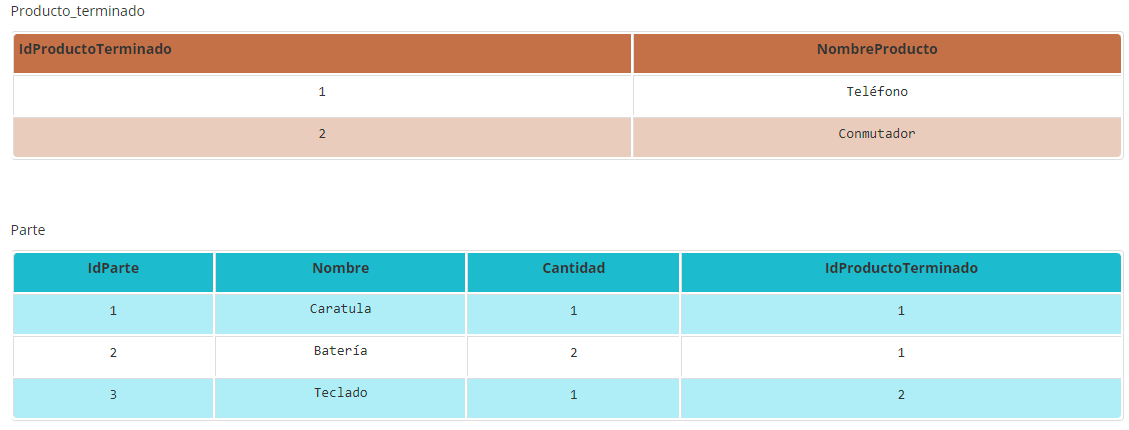 Producto_terminado
IdProductoTerminado NombreProducto
1 Teléfono
2 Conmutador
Parte
IdParte Nombre Cantidad IdProductoTerminado
1 Caratula 1 1
2 Batería 2 1
3 Teclado 1 2